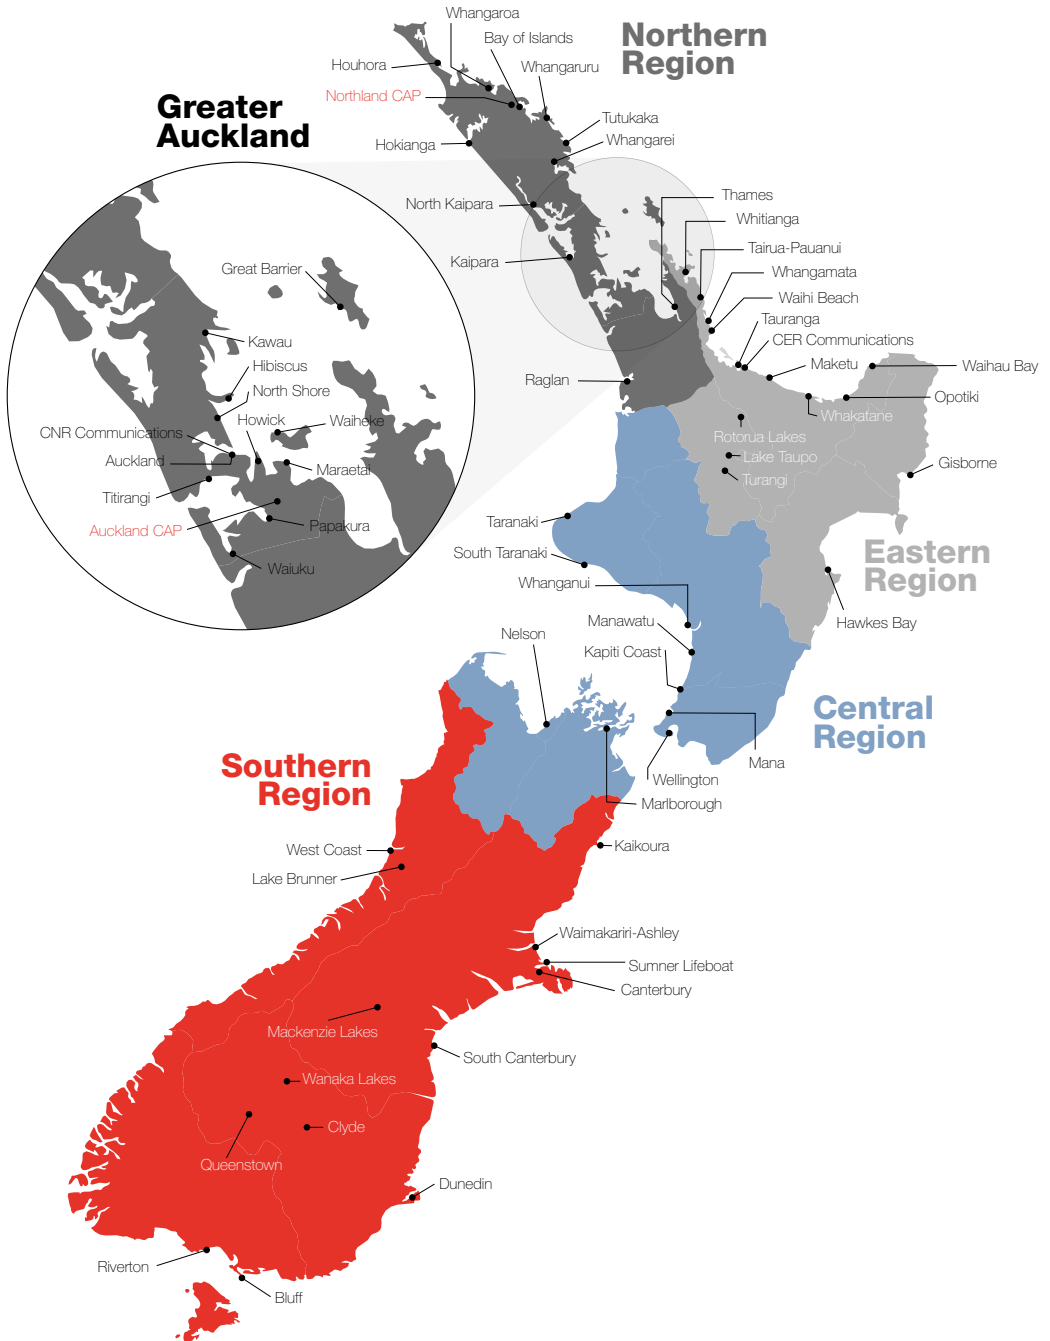 Whangaroa
Bay of Islands
Northern
Region
Houhora
Whangaruru
Northland CAP
Greater
Auckland
Tutukaka
Hokianga
Whangarei
Thames
North Kaipara
Whitianga
Tairua-Pauanui
Kaipara
Whangamata
Great Barrier
Waihi Beach
Tauranga
Kawau
CER Communications
Hibiscus
Maketu
Waihau Bay
Raglan
North Shore
Opotiki
Howick
Waiheke
Whakatane
CNR Communications
Rotorua Lakes
Auckland
Lake Taupo
Maraetai
Gisborne
Turangi
Titirangi
Taranaki
Auckland CAP
Papakura
South Taranaki
Eastern
Region
Waiuku
Whanganui
Manawatu
Hawkes Bay
Nelson
Kapiti Coast
Central
Region
Southern
Region
Mana
Wellington
Marlborough
West Coast
Kaikoura
Lake Brunner
Waimakariri-Ashley
Sumner Lifeboat
Canterbury
Mackenzie Lakes
South Canterbury
Wanaka Lakes
Clyde
Queenstown
Dunedin
Riverton
Bluff